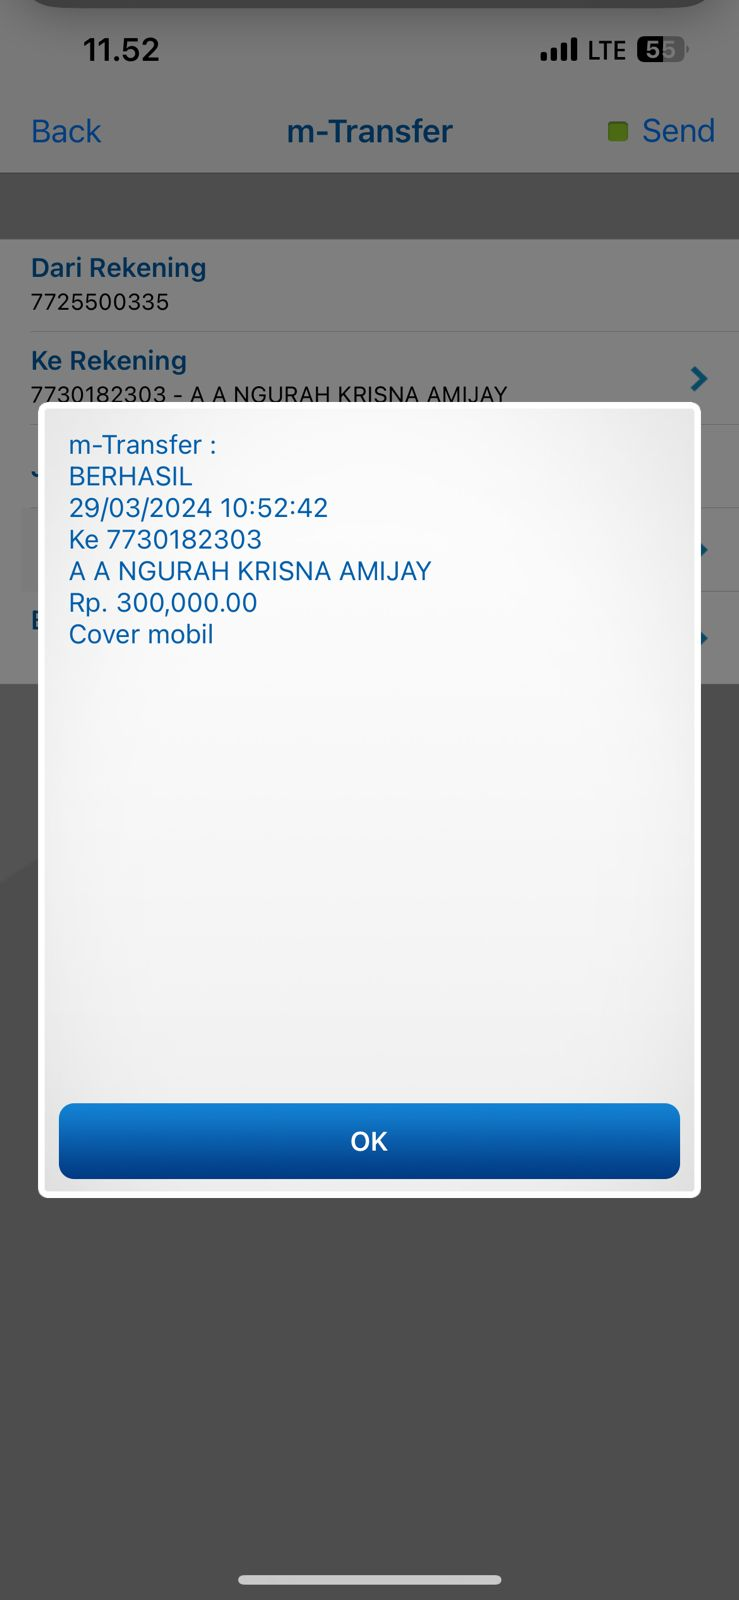 11.52
LTE 55
Back m-Transfer Send
Dari Rekening
7725500335
Ke Rekening
7730182303 - A A NGURAH KRISNA AMIJAY
m-Transfer :
BERHASIL
29/03/2024 10:52:42
Ke 7730182303
A A NGURAH KRISNA AMIJAY
Rp. 300,000.00
Cover mobil
OK